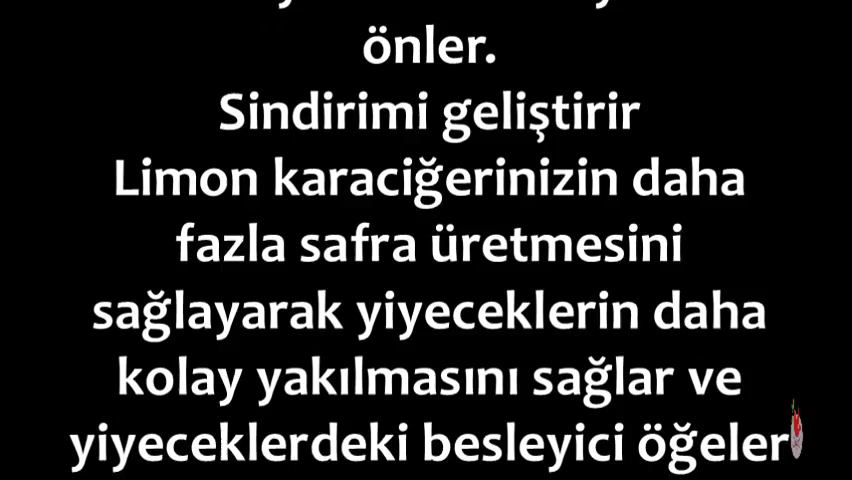 önler.
Sindirimi geliştirir
Limon karaciğerinizin daha
fazla safra üretmesini
sağlayarak yiyeceklerin daha
kolay yakılmasını sağlar ve
yiyeceklerdeki besleyici öğeler